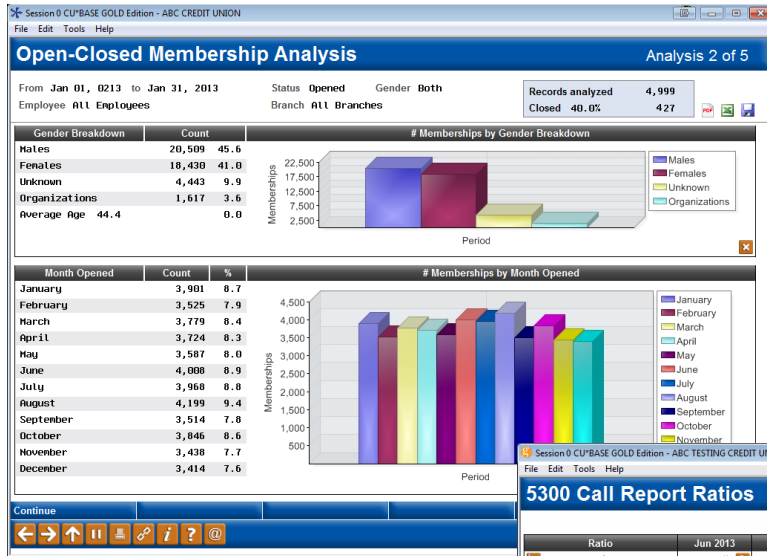 Session 0 CU*BASE GOLD Edition - ABC CREDIT UNION
File Edit Tools Help
Open-Closed Membership Analysis
Analysis 2 of 5
From Jan 01, 0213 to Jan 31, 2013 Status Opened Gender Both
Employee All Employees Branch All Branches
Records analyzed 4,999
Closed 40.0% 427
PDF
Gender Breakdown Count
Males 20,509 45.6
Females 18,430 41.0
Unknown 4,443 9.9
Organizations 1,617 3.6
Average Age 44.4 0.0
# Memberships by Gender Breakdown
Memberships
22,500
17,500
12,500
7,500
2,500
Period
Males
Females
Unknown
Organizations
Month Opened Count %
January 3,901 8.7
February 3,525 7.9
March 3,779 8.4
April 3,724 8.3
May 3,587 8.0
June 4,008 8.9
July 3,968 8.8
August 4,199 9.4
September 3,514 7.8
October 3,846 8.6
November 3,438 7.7
December 3,414 7.6
# Memberships by Month Opened
Memberships
4,500
4,000
3,500
3,000
2,500
2,000
1,500
1,000
500
Period
January
February
March
April
May
June
July
August
September
October
November
Continue
Session 0 CU*BASE GOLD Edition - ABC TESTING CREDIT UN
File Edit Tools Help
5300 Call Report Ratios
Ratio Jun 2013